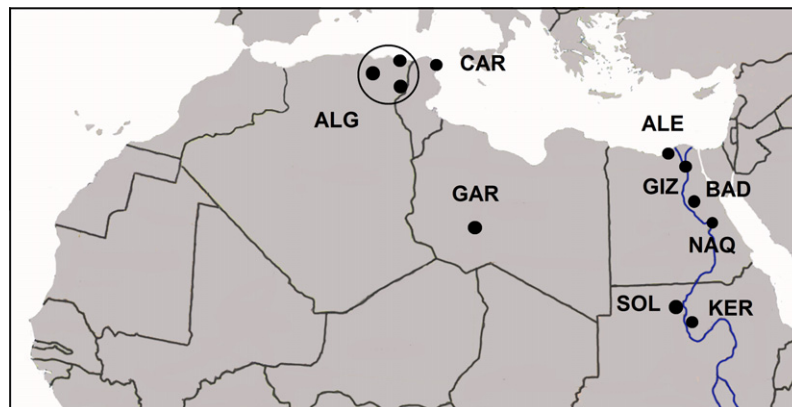 CAR
ALG
ALE
GIZ BAD
GAR
NAQ
SOL KER